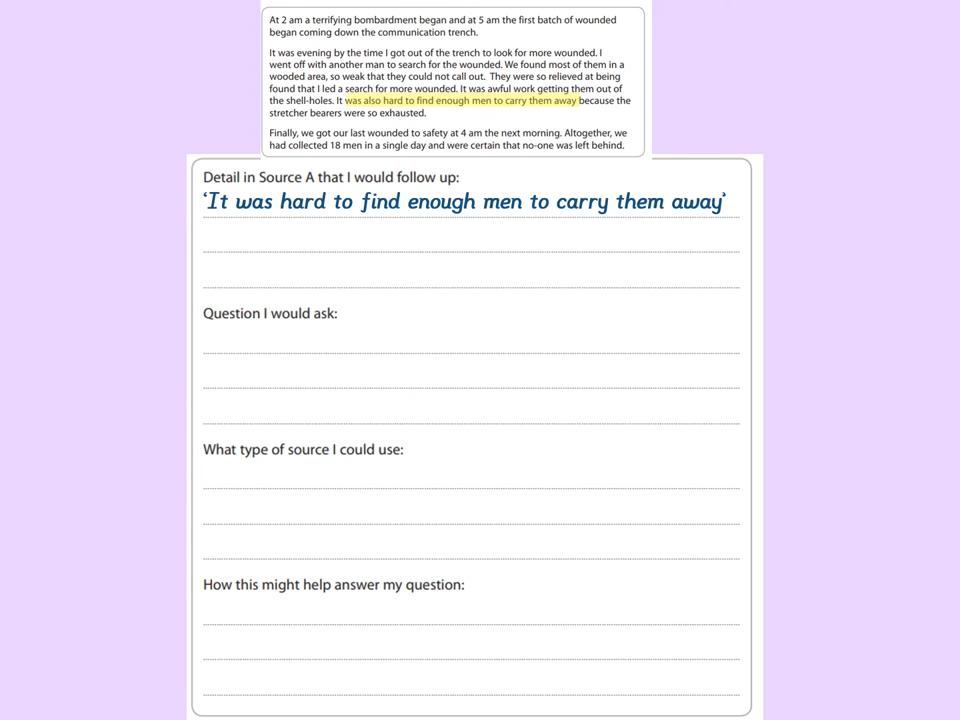 At 2 am a terrifying bombardment began and at 5 am the first batch of wounded
began coming down the communication trench.
It was evening by the time I got out of the trench to look for more wounded. I
went off with another man to search for the wounded. We found most of them in a
wooded area, so weak that they could not call out. They were so relieved at being
found that I led a search for more wounded. It was awful work getting them out of
the shell-holes. It was also hard to find enough men to carry them away because the
stretcher bearers were so exhausted.
Finally, we got our last wounded to safety at 4 am the next morning. Altogether, we
had collected 18 men in a single day and were certain that no-one was left behind.
Detail in Source A that I would follow up:
‘It was hard to find enough men to carry them away’
Question I would ask:
What type of source I could use:
How this might help answer my question: